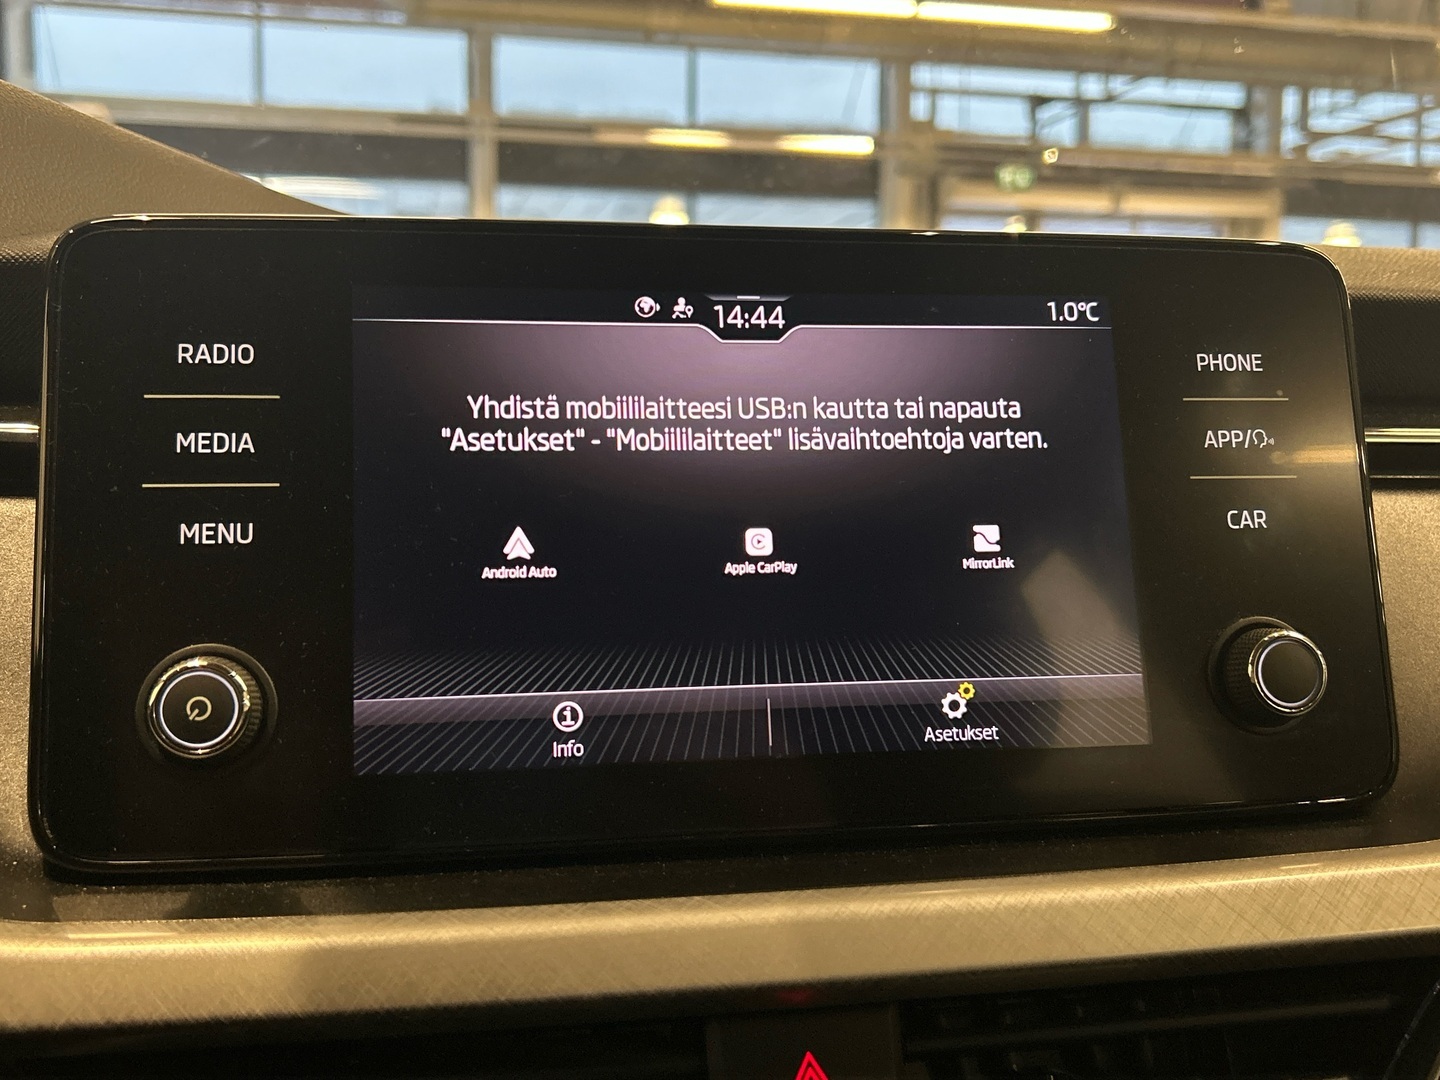 14:44
1.0°C
RADIO
MEDIA
MENU
Yhdistä mobiililaitteesi USB:n kautta tai napauta
"Asetukset" - "Mobiililaitteet" lisävaihtoehtoja varten.
Android Auto
Apple CarPlay
MirrorLink
Info
Asetukset
PHONE
APP/
CAR